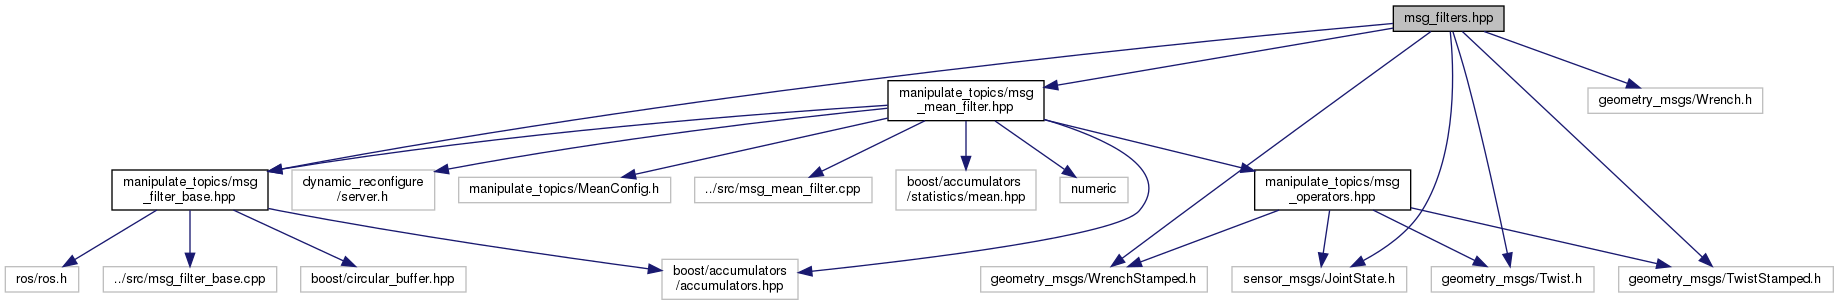 msg_filters.hpp
manipulate_topics/msg
_mean_filter.hpp
geometry_msgs/Wrench.h
manipulate_topics/msg
_filter_base.hpp
dynamic_reconfigure
/server.h
manipulate_topics/MeanConfig.h
../src/msg_mean_filter.cpp
boost/accumulators
/statistics/mean.hpp
numeric
manipulate_topics/msg
_operators.hpp
ros/ros.h
../src/msg_filter_base.cpp
boost/circular_buffer.hpp
boost/accumulators
/accumulators.hpp
geometry_msgs/WrenchStamped.h
sensor_msgs/JointState.h
geometry_msgs/Twist.h
geometry_msgs/TwistStamped.h